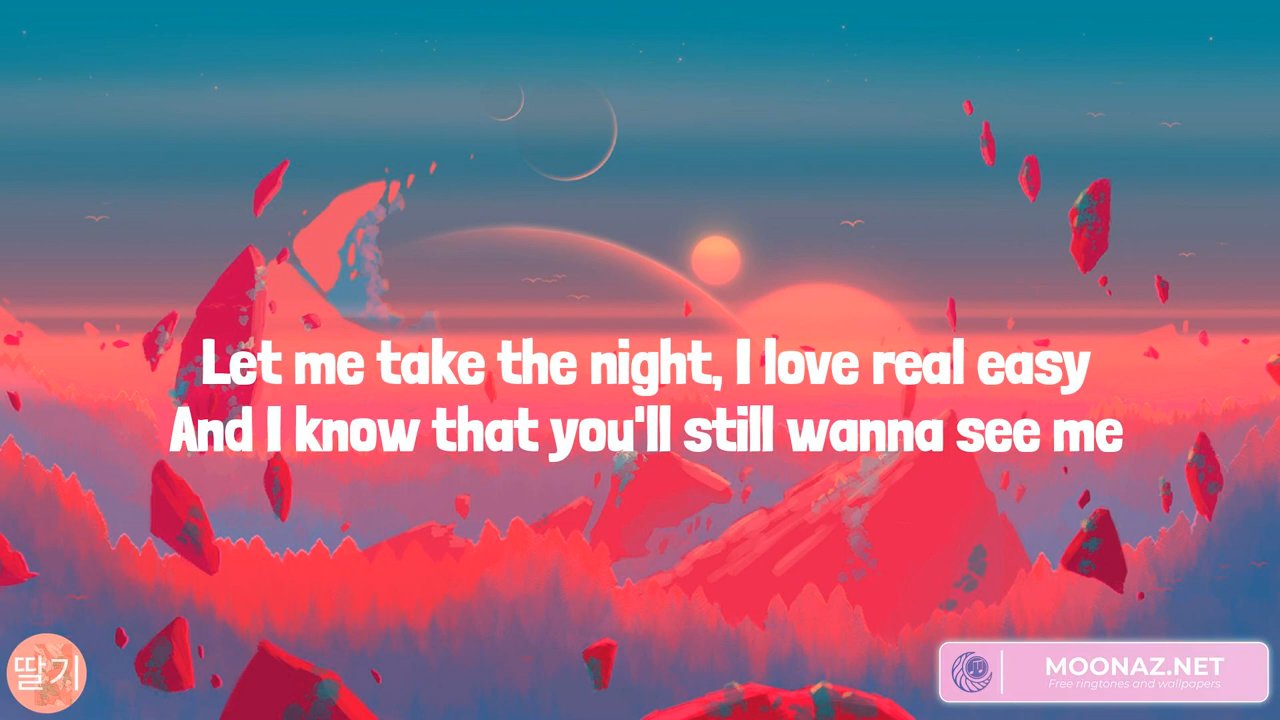 Let me take the night, I love real easy
And I know that you'll still wanna see me
딸기
MOONAZ.NET
Free ringtones and wallpapers